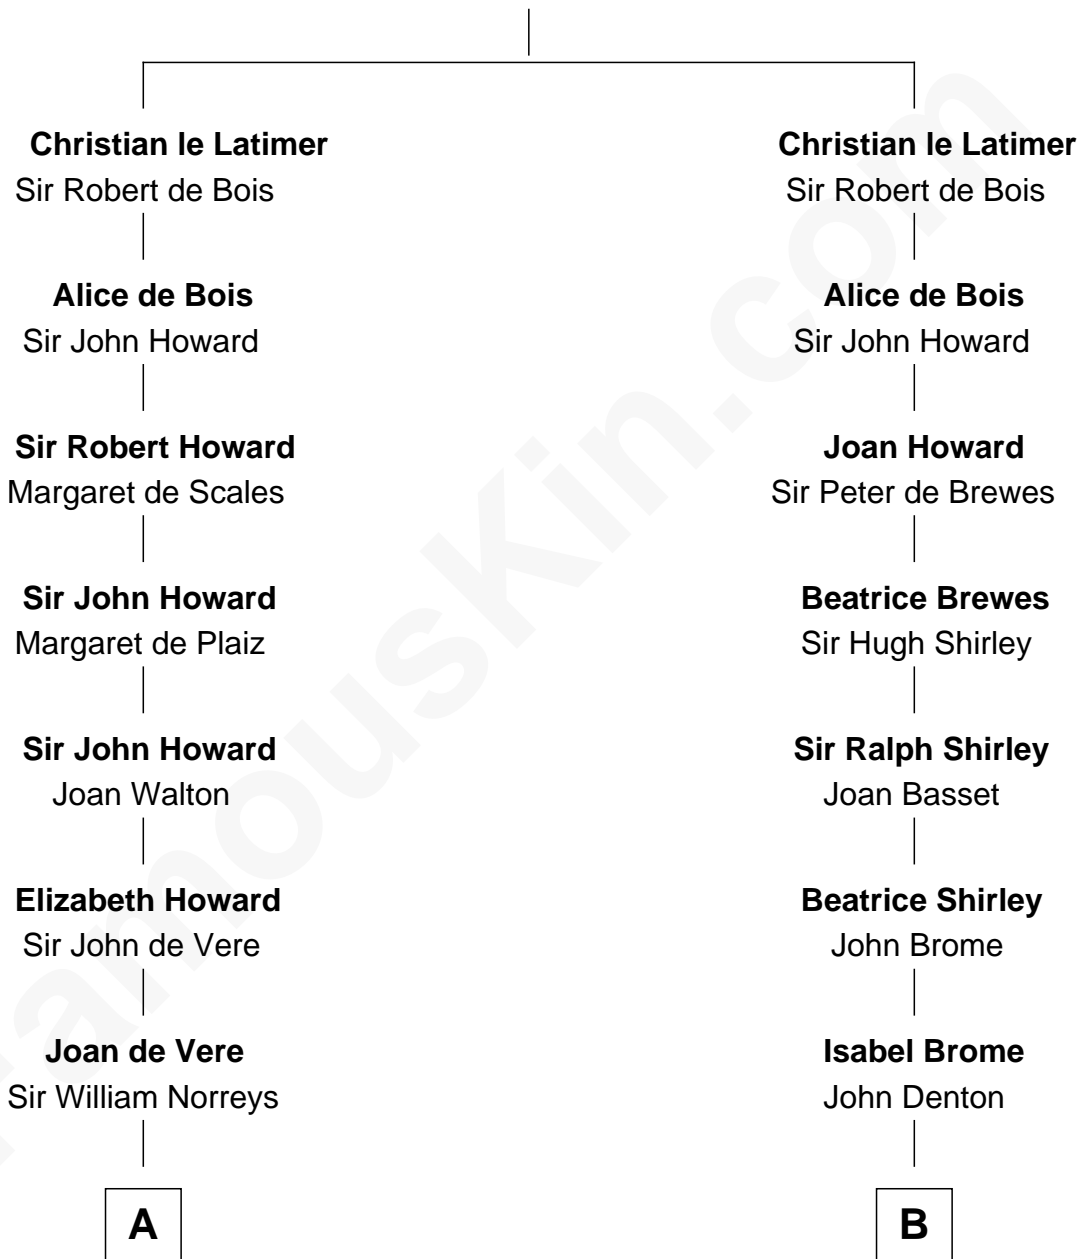 Christian le Latimer
Sir Robert de Bois
Alice de Bois
Sir John Howard
Sir Robert Howard
Margaret de Scales
Sir John Howard
Margaret de Plaiz
Sir John Howard
Joan Walton
Elizabeth Howard
Sir John de Vere
Joan de Vere
Sir William Norreys
A
Christian le Latimer
Sir Robert de Bois
Alice de Bois
Sir John Howard
Joan Howard
Sir Peter de Brewes
Beatrice Brewes
Sir Hugh Shirley
Sir Ralph Shirley
Joan Basset
Beatrice Shirley
John Brome
Isabel Brome
John Denton
B
FamousKin.com